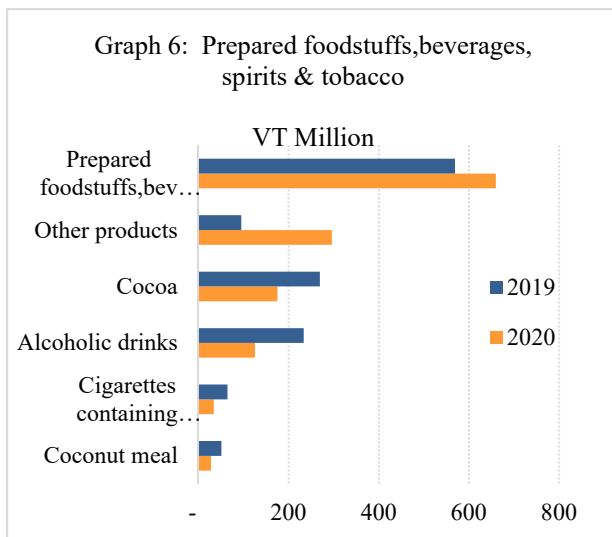 Graph 6:  Prepared foodstuffs,beverages,
spirits & tobacco
VT Million
Prepared
foodstuffs,bev…
Other products
Cocoa
Alcoholic drinks
Cigarettes
containing…
Coconut meal
2019
2020
- 200 400 600 800